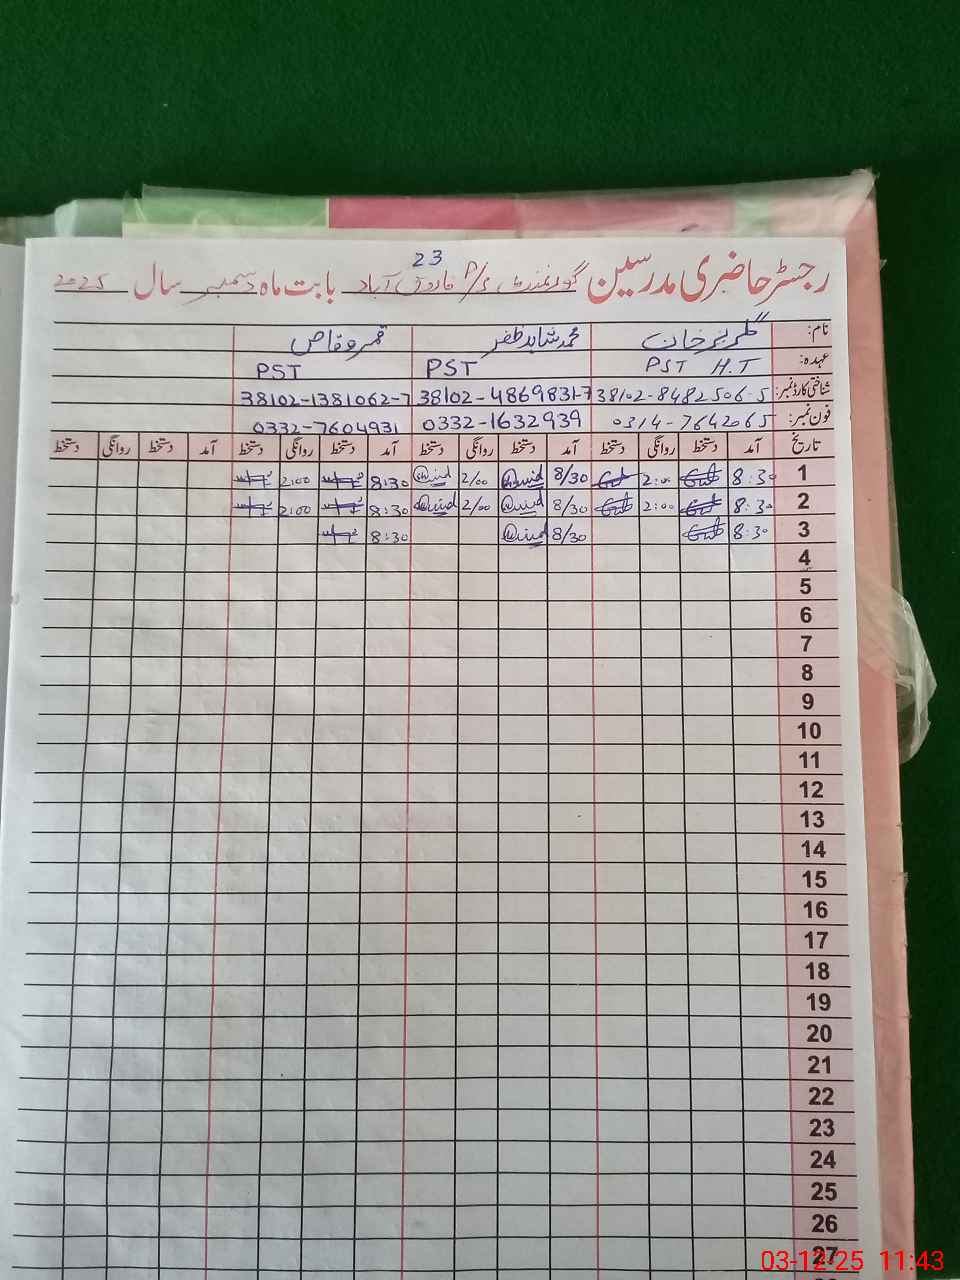 23
رجسٹر حاضری مدرسین گورنمنٹ P/S فاروق آباد بابت ماہ دسمبر سال 2025
نام: گلریز خان محمد شاہد ظفر قمر وقاص
عہدہ: PST H.T PST PST
شناختی کارڈ نمبر: 38102-8482506-5 38102-4869831-7 38102-1381062-7
فون نمبر: 0314-7642065 0332-1632939 0332-7604931
تاریخ آمد دستخط روانگی دستخط آمد دستخط روانگی دستخط آمد دستخط روانگی دستخط آمد دستخط روانگی دستخط
1 8:30 2:00 8/30 2/00 8:30 2:00
2 8:30 2:00 8/30 2/00 8:30 2:00
3 8:30 8/30 8:30
4
5
6
7
8
9
10
11
12
13
14
15
16
17
18
19
20
21
22
23
24
25
26
27
03-12-25 11:43